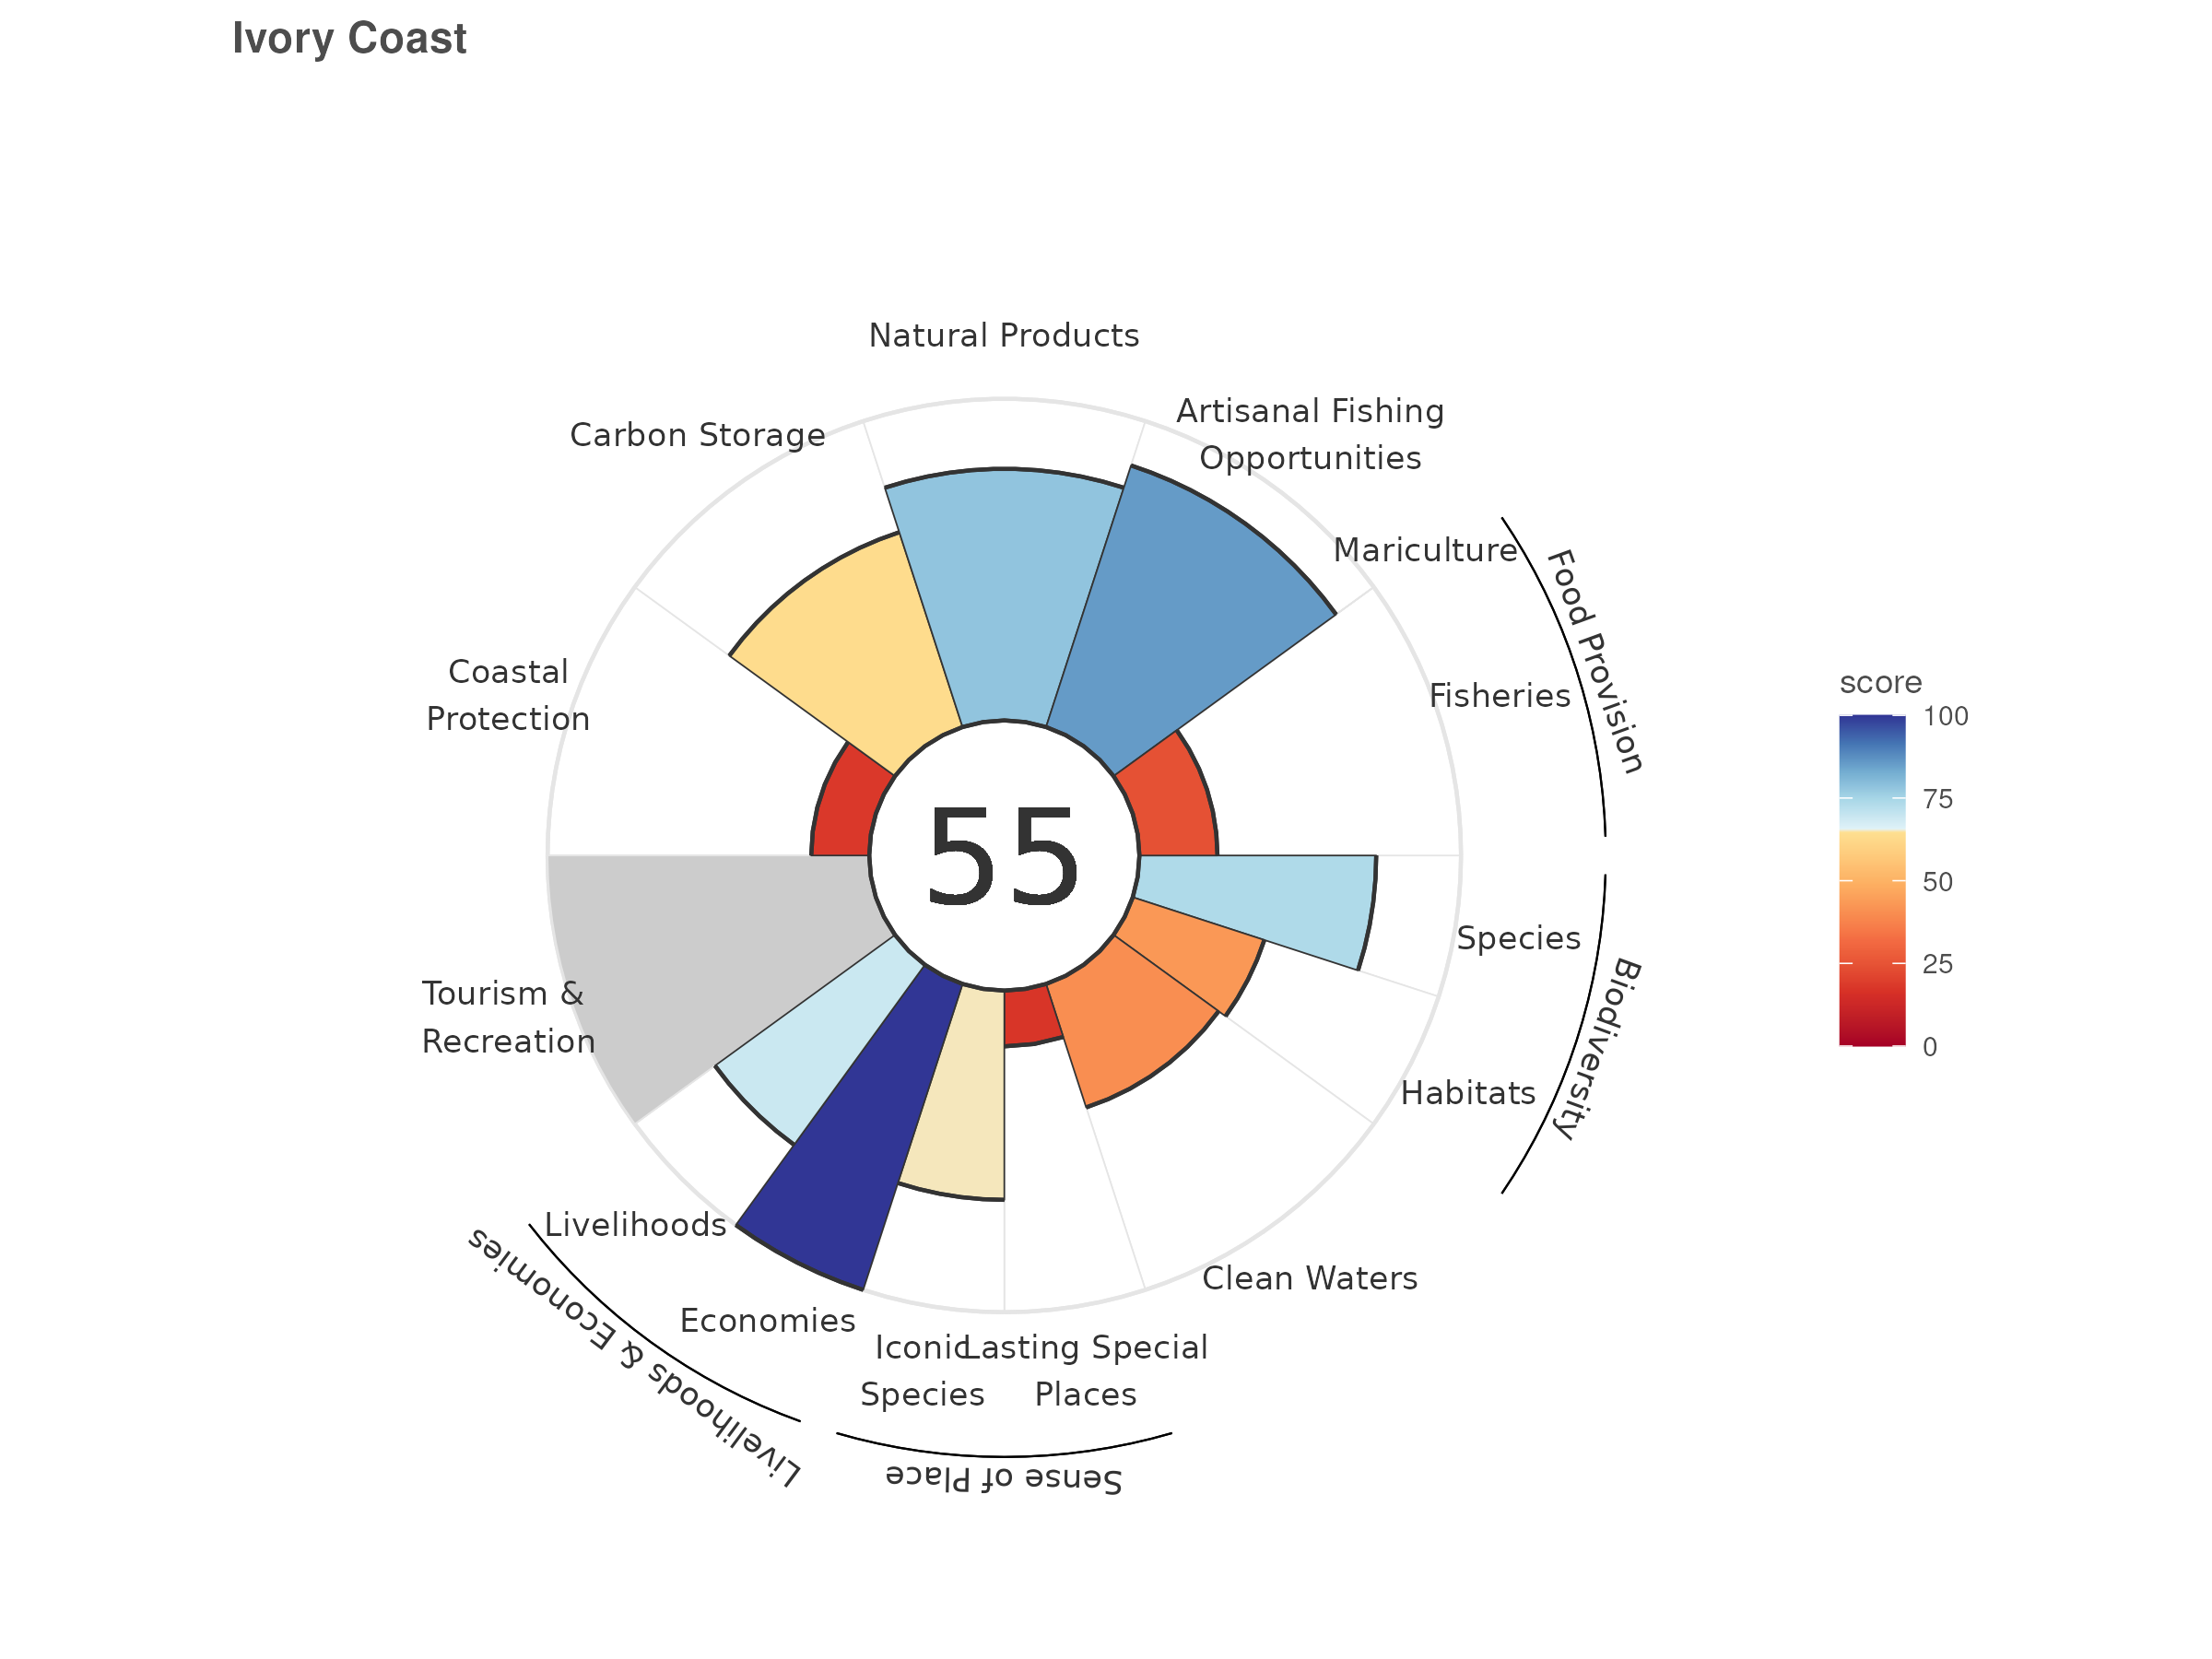 Ivory Coast
Natural Products
Artisanal Fishing
Opportunities
Carbon Storage
Mariculture
Food Provision
Coastal
Protection
Fisheries
score
100
75
50
25
0
55
Species
Biodiversity
Tourism &
Recreation
Habitats
Livelihoods
Livelihoods & Economies
Clean Waters
Economies
Iconic
Species
Lasting Special
Places
Sense of Place